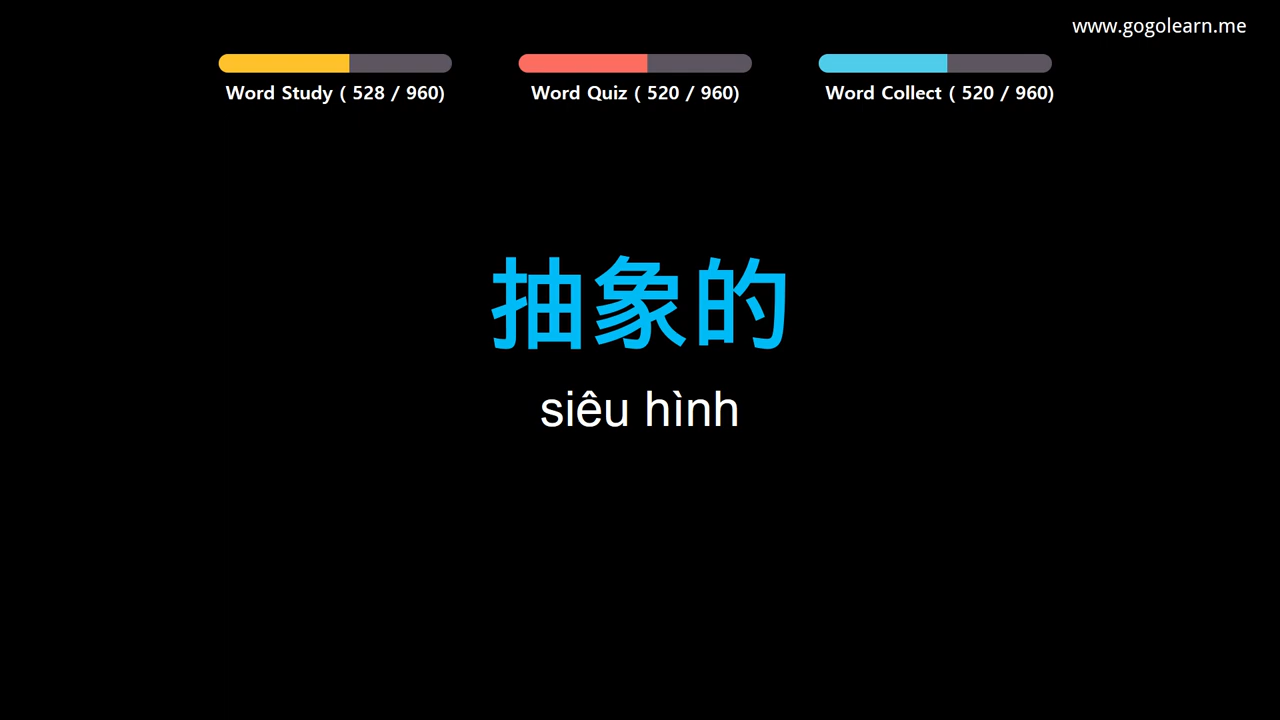 www.gogolearn.me
Word Study ( 528 / 960)
Word Quiz ( 520 / 960)
Word Collect ( 520 / 960)
抽象的
siêu hình